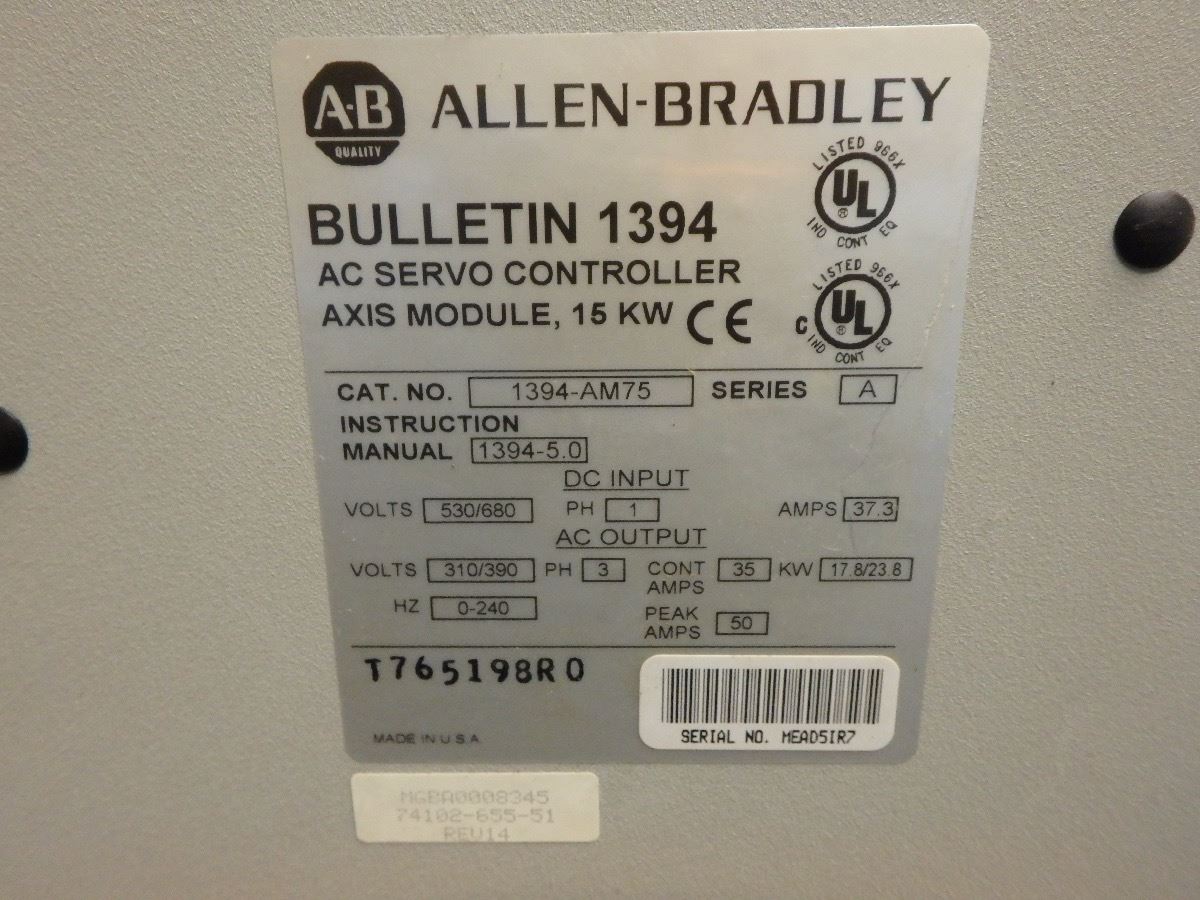 A-B ALLEN-BRADLEY
QUALITY
LISTED 966X
UL
®
IND CONT EQ
BULLETIN 1394
AC SERVO CONTROLLER
AXIS MODULE, 15 KW CE
LISTED 966X
C UL
®
IND CONT EQ
CAT. NO. 1394-AM75 SERIES A
INSTRUCTION
MANUAL 1394-5.0
DC INPUT
VOLTS 530/680 PH 1 AMPS 37.3
AC OUTPUT
VOLTS 310/390 PH 3 CONT AMPS 35 KW 17.8/23.8
HZ 0-240 PEAK AMPS 50
T765198R0
SERIAL NO. MEAD5IR7
MADE IN U.S.A.
MGBA0008345
74102-655-51
REV14